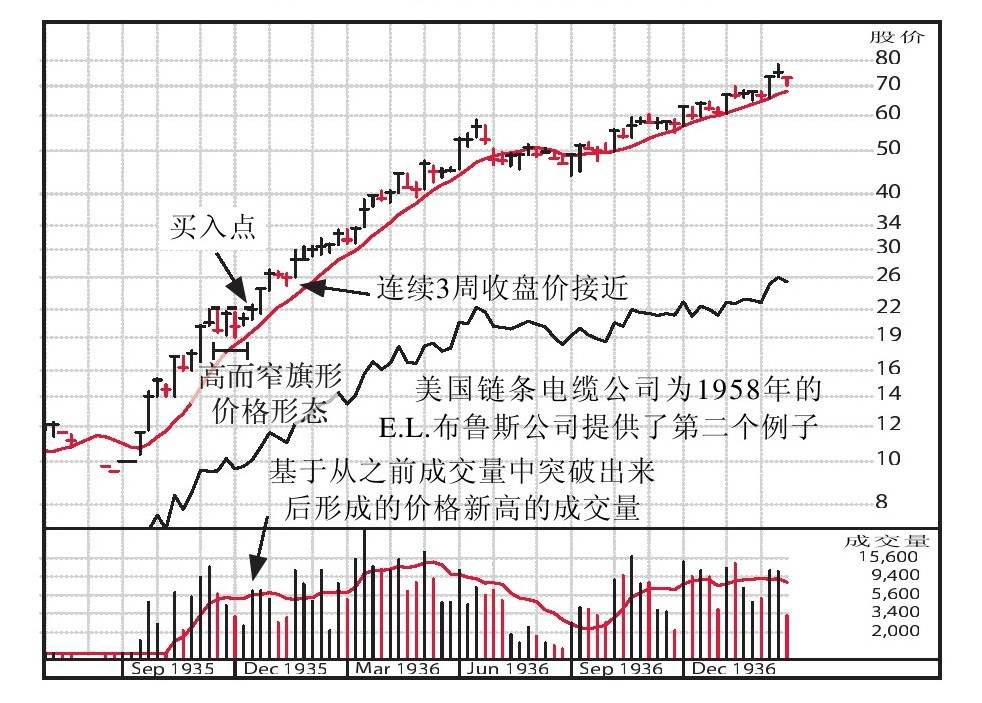 股价
80
70
60
50
40
34
30
26
22
19
16
14
12
10
8
买入点
连续3周收盘价接近
高而窄旗形
价格形态
美国链条电缆公司为1958年的
E.L.布鲁斯公司提供了第二个例子
基于从之前成交量中突破出来
后形成的价格新高的成交量
成交量
15,600
9,400
5,600
3,400
2,000
Sep 1935 Dec 1935 Mar 1936 Jun 1936 Sep 1936 Dec 1936